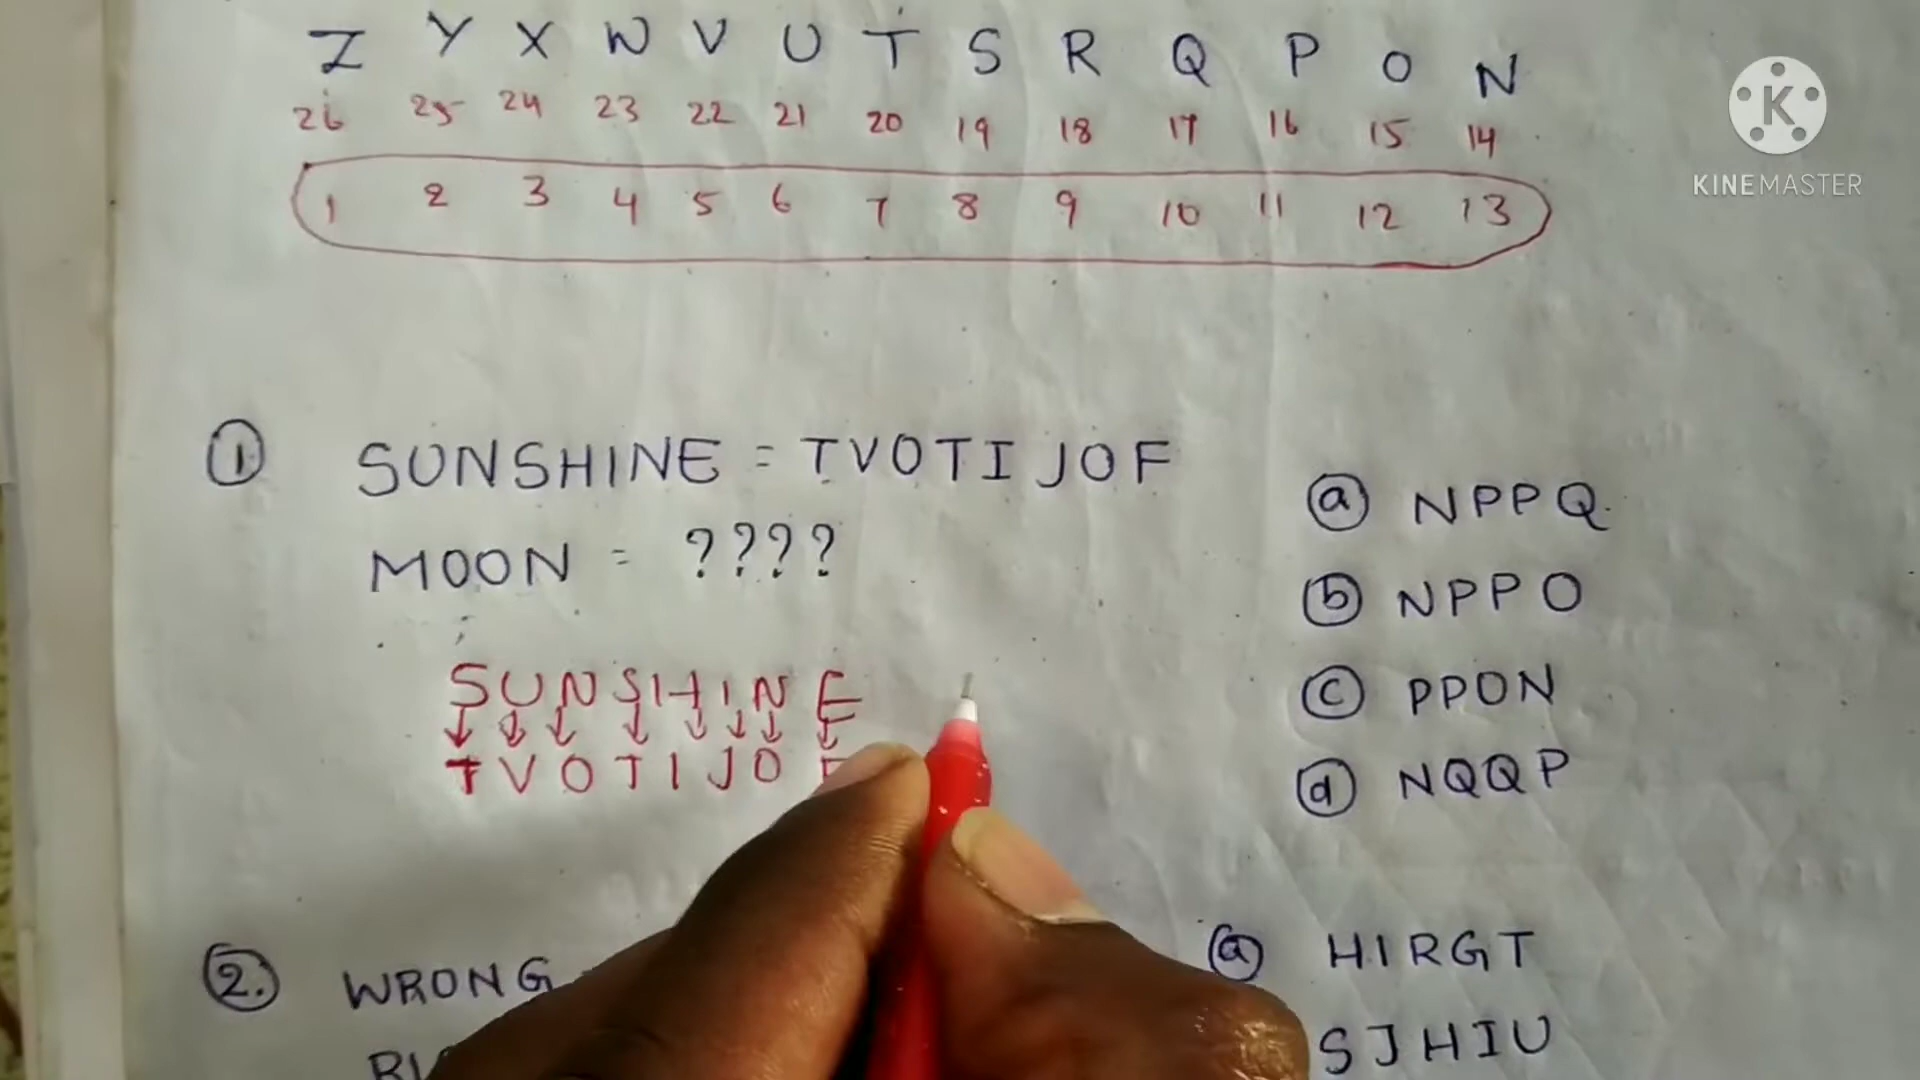 Z Y X W V U T S R Q P O N
26 25 24 23 22 21 20 19 18 17 16 15 14
1 2 3 4 5 6 7 8 9 10 11 12 13
KINEMASTER
① SUNSHINE = TVOTIJOF
MOON = ????
SUNSHINE
TVOTIJOF
ⓐ NPPQ
ⓑ NPPO
ⓒ PPON
ⓓ NQQP
②. WRONG
ⓐ HIRGT
SJHIU